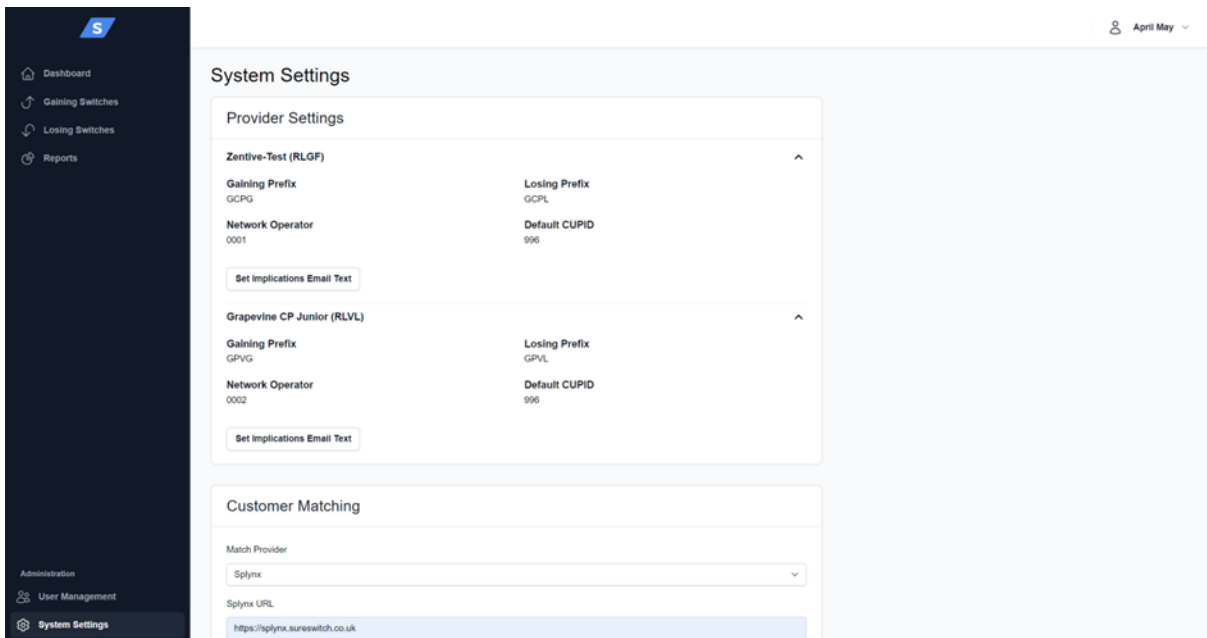 S
April May
Dashboard
Gaining Switches
Losing Switches
Reports
System Settings
Provider Settings
Zentive-Test (RLGF)
Gaining Prefix
GCPG
Losing Prefix
GCPL
Network Operator
0001
Default CUPID
996
Set Implications Email Text
Grapevine CP Junior (RLVL)
Gaining Prefix
GPVG
Losing Prefix
GPVL
Network Operator
0002
Default CUPID
996
Set Implications Email Text
Customer Matching
Match Provider
Splynx
Splynx URL
https://splynx.sureswitch.co.uk
Administration
User Management
System Settings